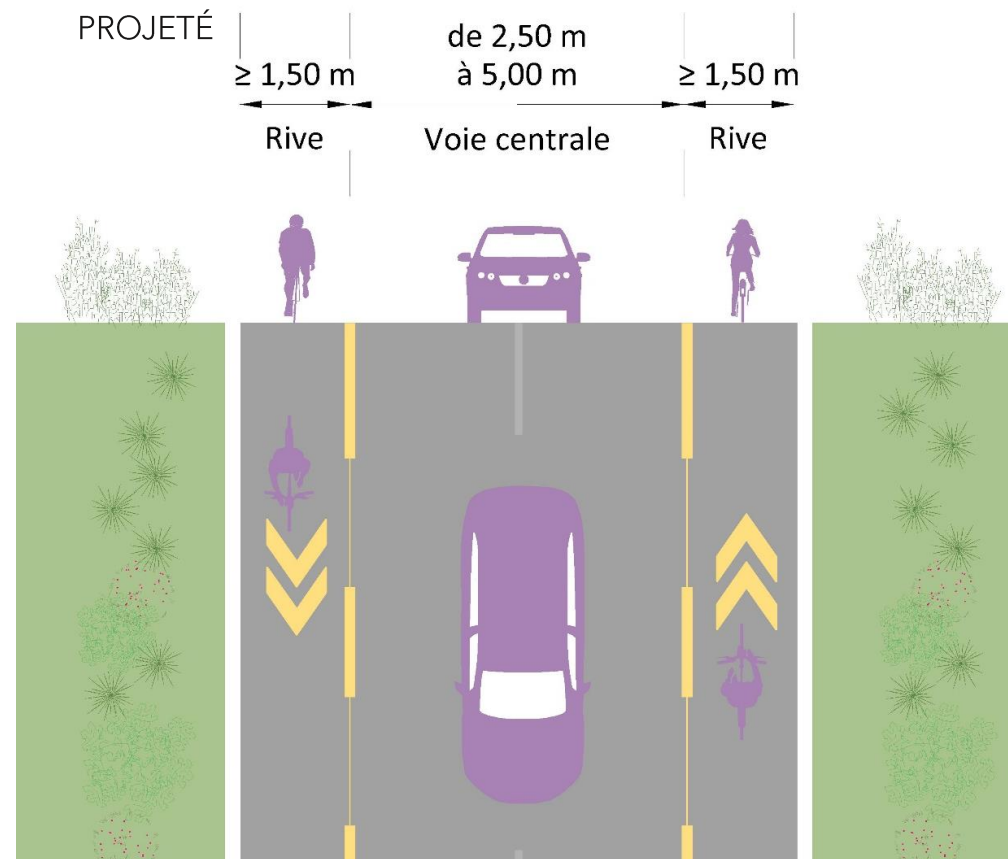 PROJETÉ
de 2,50 m
≥ 1,50 m à 5,00 m ≥ 1,50 m
Rive Voie centrale Rive